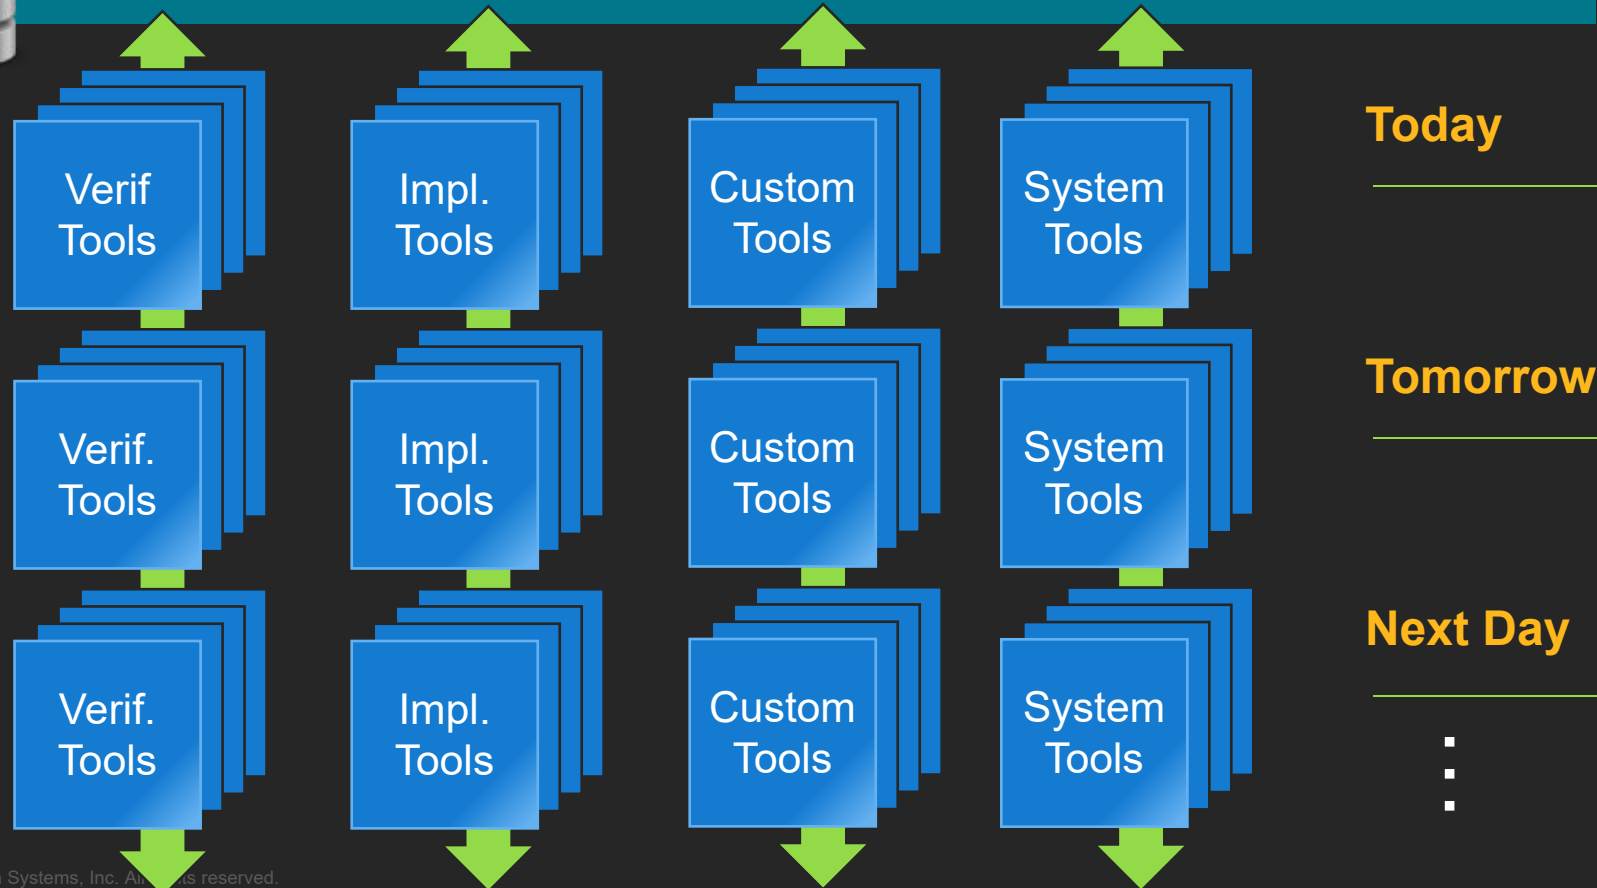 Verif
Tools
Impl.
Tools
Custom
Tools
System
Tools
Today
Verif.
Tools
Impl.
Tools
Custom
Tools
System
Tools
Tomorrow
Verif.
Tools
Impl.
Tools
Custom
Tools
System
Tools
Next Day
Systems, Inc. All reserved.